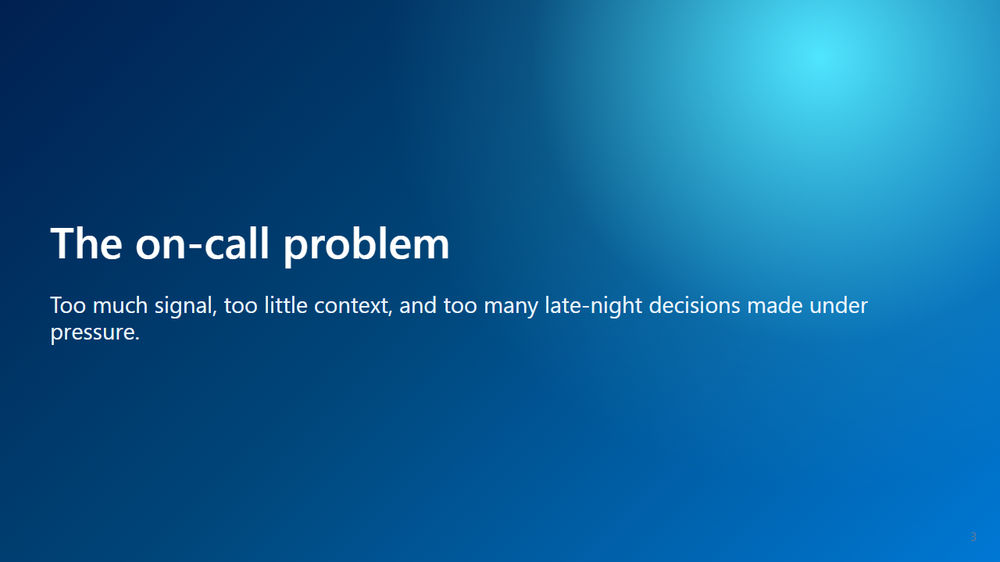 The on-call problem
Too much signal, too little context, and too many late-night decisions made under
pressure.
3